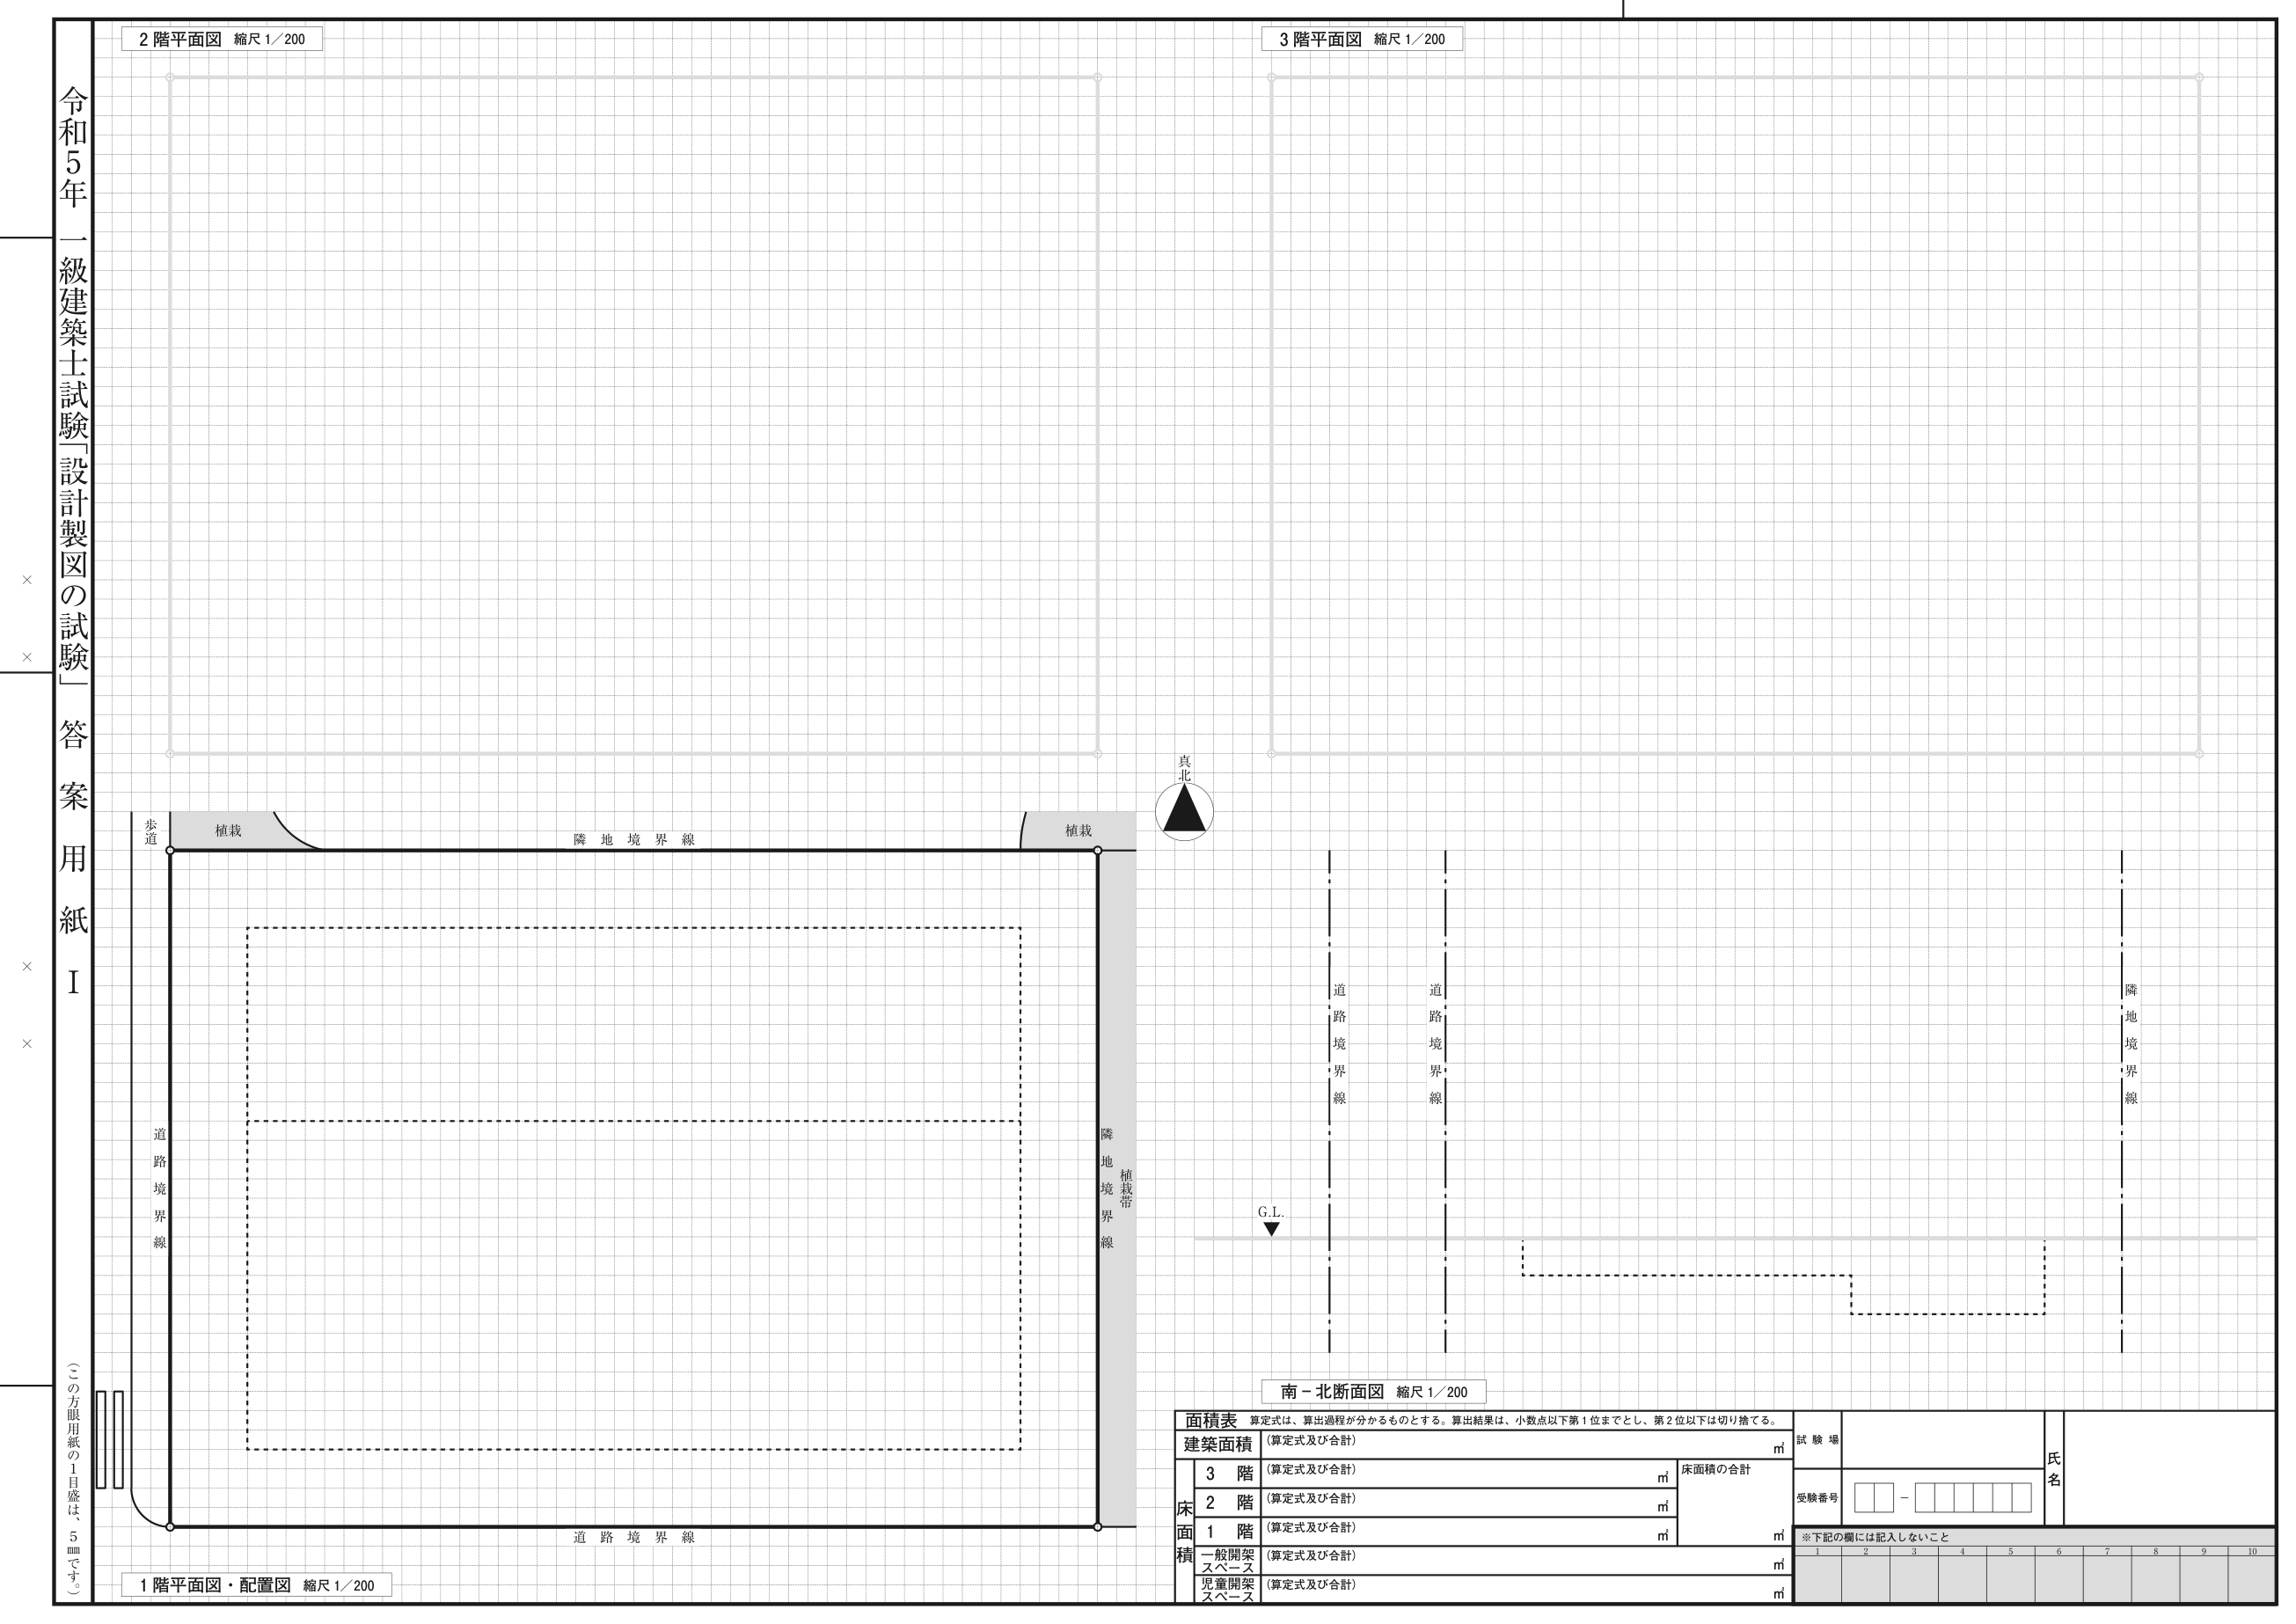 令和5年 一級建築士試験「設計製図の試験」 答案用紙 I
(この方眼用紙の1目盛は、5㎜です。)
2階平面図 縮尺1/200
3階平面図 縮尺1/200
真北
歩道
植栽
隣地境界線
植栽
道路境界線
隣地境界線
植栽帯
道路境界線
1階平面図・配置図 縮尺1/200
道路境界線
道路境界線
隣地境界線
G.L.
南-北断面図 縮尺1/200
面積表 算定式は、算出過程が分かるものとする。算出結果は、小数点以下第1位までとし、第2位以下は切り捨てる。
建築面積 (算定式及び合計) ㎡
床面積
3階 (算定式及び合計) ㎡
床面積の合計 ㎡
2階 (算定式及び合計) ㎡
1階 (算定式及び合計) ㎡
一般開架スペース (算定式及び合計) ㎡
児童開架スペース (算定式及び合計) ㎡
試験場
受験番号 -
氏名
※下記の欄には記入しないこと
1 2 3 4 5 6 7 8 9 10